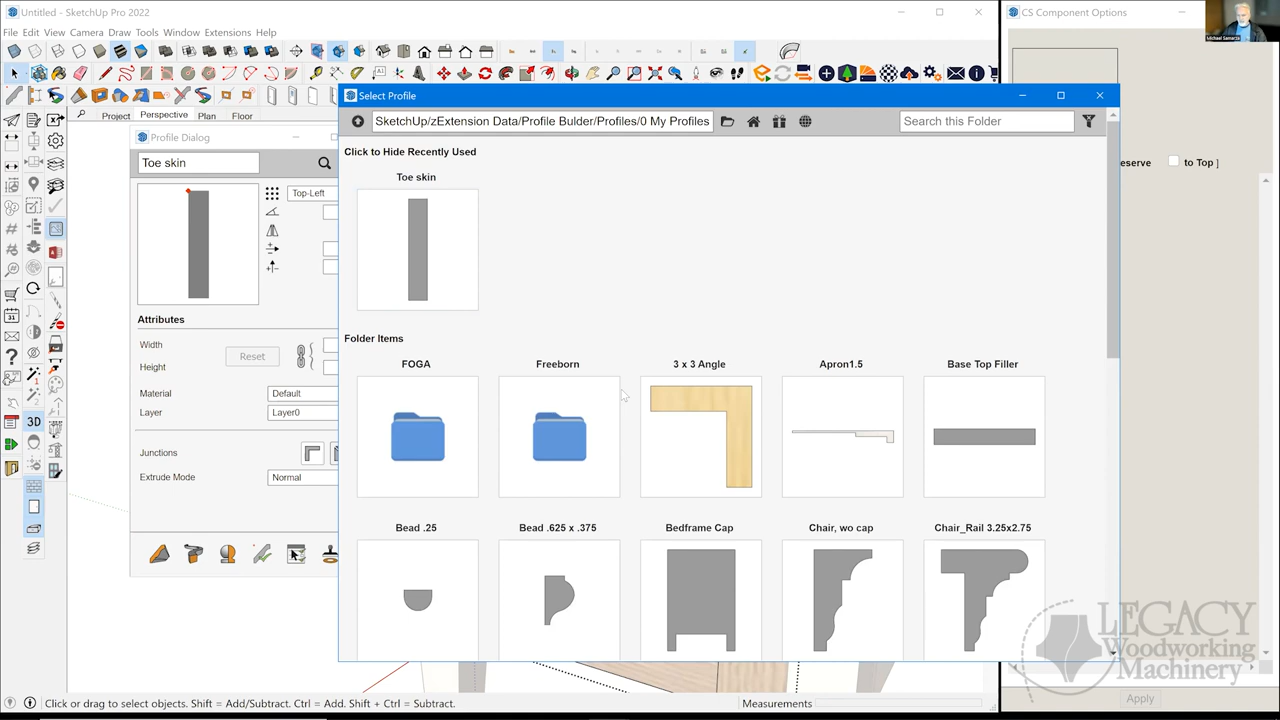 Untitled - SketchUp Pro 2022
CS Component Options
Michael Samarza
File Edit View Camera Draw Tools Window Extensions Help
Select Profile
Project Perspective Plan Floor
SketchUp/zExtension Data/Profile Bulder/Profiles/0 My Profiles
Search this Folder
Profile Dialog
Click to Hide Recently Used
Toe skin
eserve to Top ]
Toe skin
Top-Left
Attributes
Folder Items
Width
Reset
Height
FOGA Freeborn 3 x 3 Angle Apron1.5 Base Top Filler
Material Default
Layer Layer0
3D
Junctions
Extrude Mode Normal
Bead .25 Bead .625 x .375 Bedframe Cap Chair, wo cap Chair_Rail 3.25x2.75
LEGACY
Woodworking
Machinery
Click or drag to select objects. Shift = Add/Subtract. Ctrl = Add. Shift + Ctrl = Subtract.
Measurements
Apply